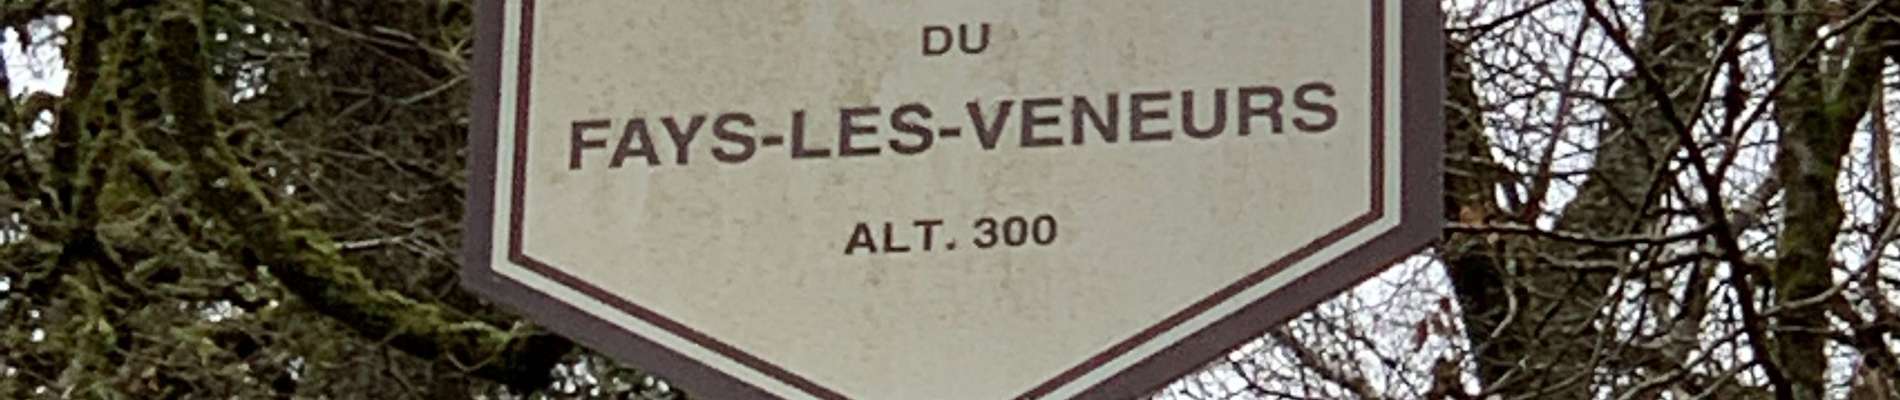 DU
FAYS-LES-VENEURS
ALT. 300